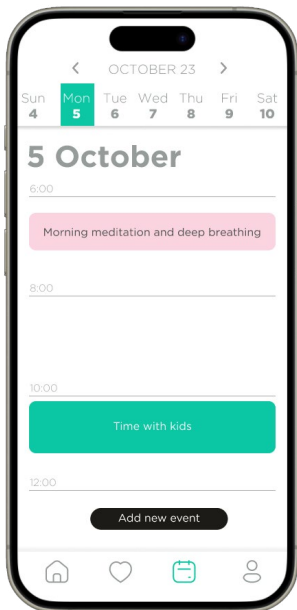 OCTOBER 23
Sun Mon Tue Wed Thu Fri Sat
4 5 6 7 8 9 10
5 October
6:00
Morning meditation and deep breathing
8:00
10:00
Time with kids
12:00
Add new event